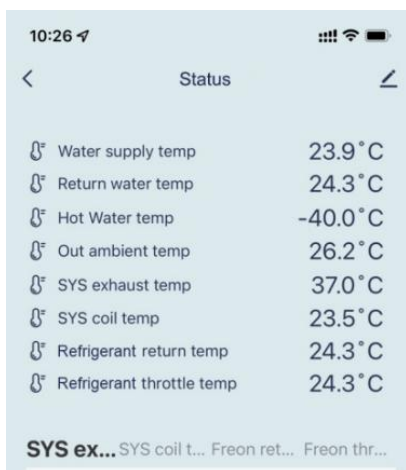 10:26
Status
Water supply temp 23.9°C
Return water temp 24.3°C
Hot Water temp -40.0°C
Out ambient temp 26.2°C
SYS exhaust temp 37.0°C
SYS coil temp 23.5°C
Refrigerant return temp 24.3°C
Refrigerant throttle temp 24.3°C
SYS ex... SYS coil t... Freon ret... Freon thr...